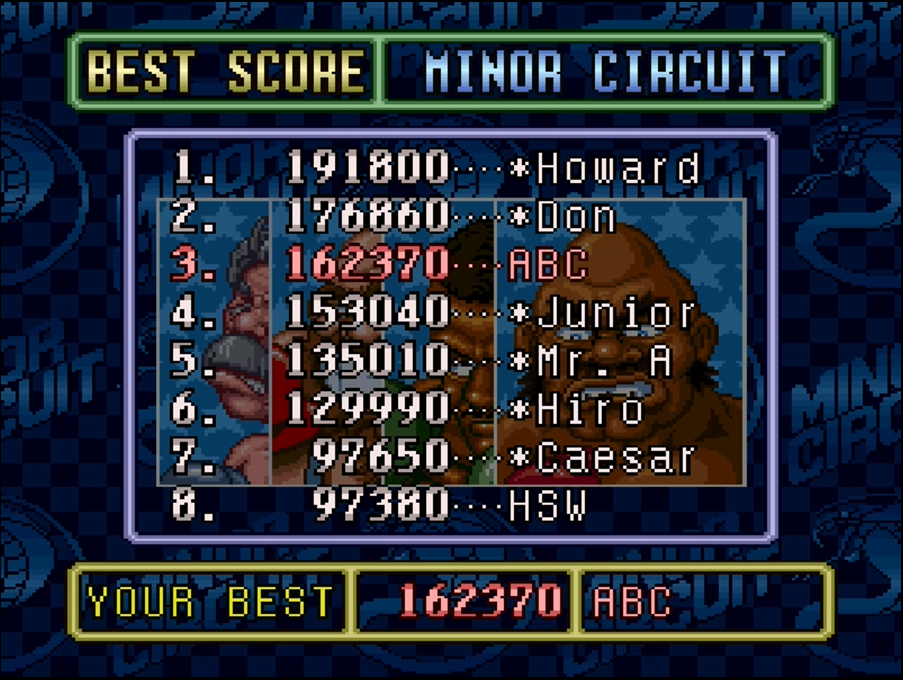 BEST SCORE MINOR CIRCUIT
1. 191800····*Howard
2. 176860····*Don
3. 162370····ABC
4. 153040····*Junior
5. 135010····*Mr. A
6. 129990····*Hiro
7. 97650····*Caesar
8. 97380····HSW
YOUR BEST 162370 ABC